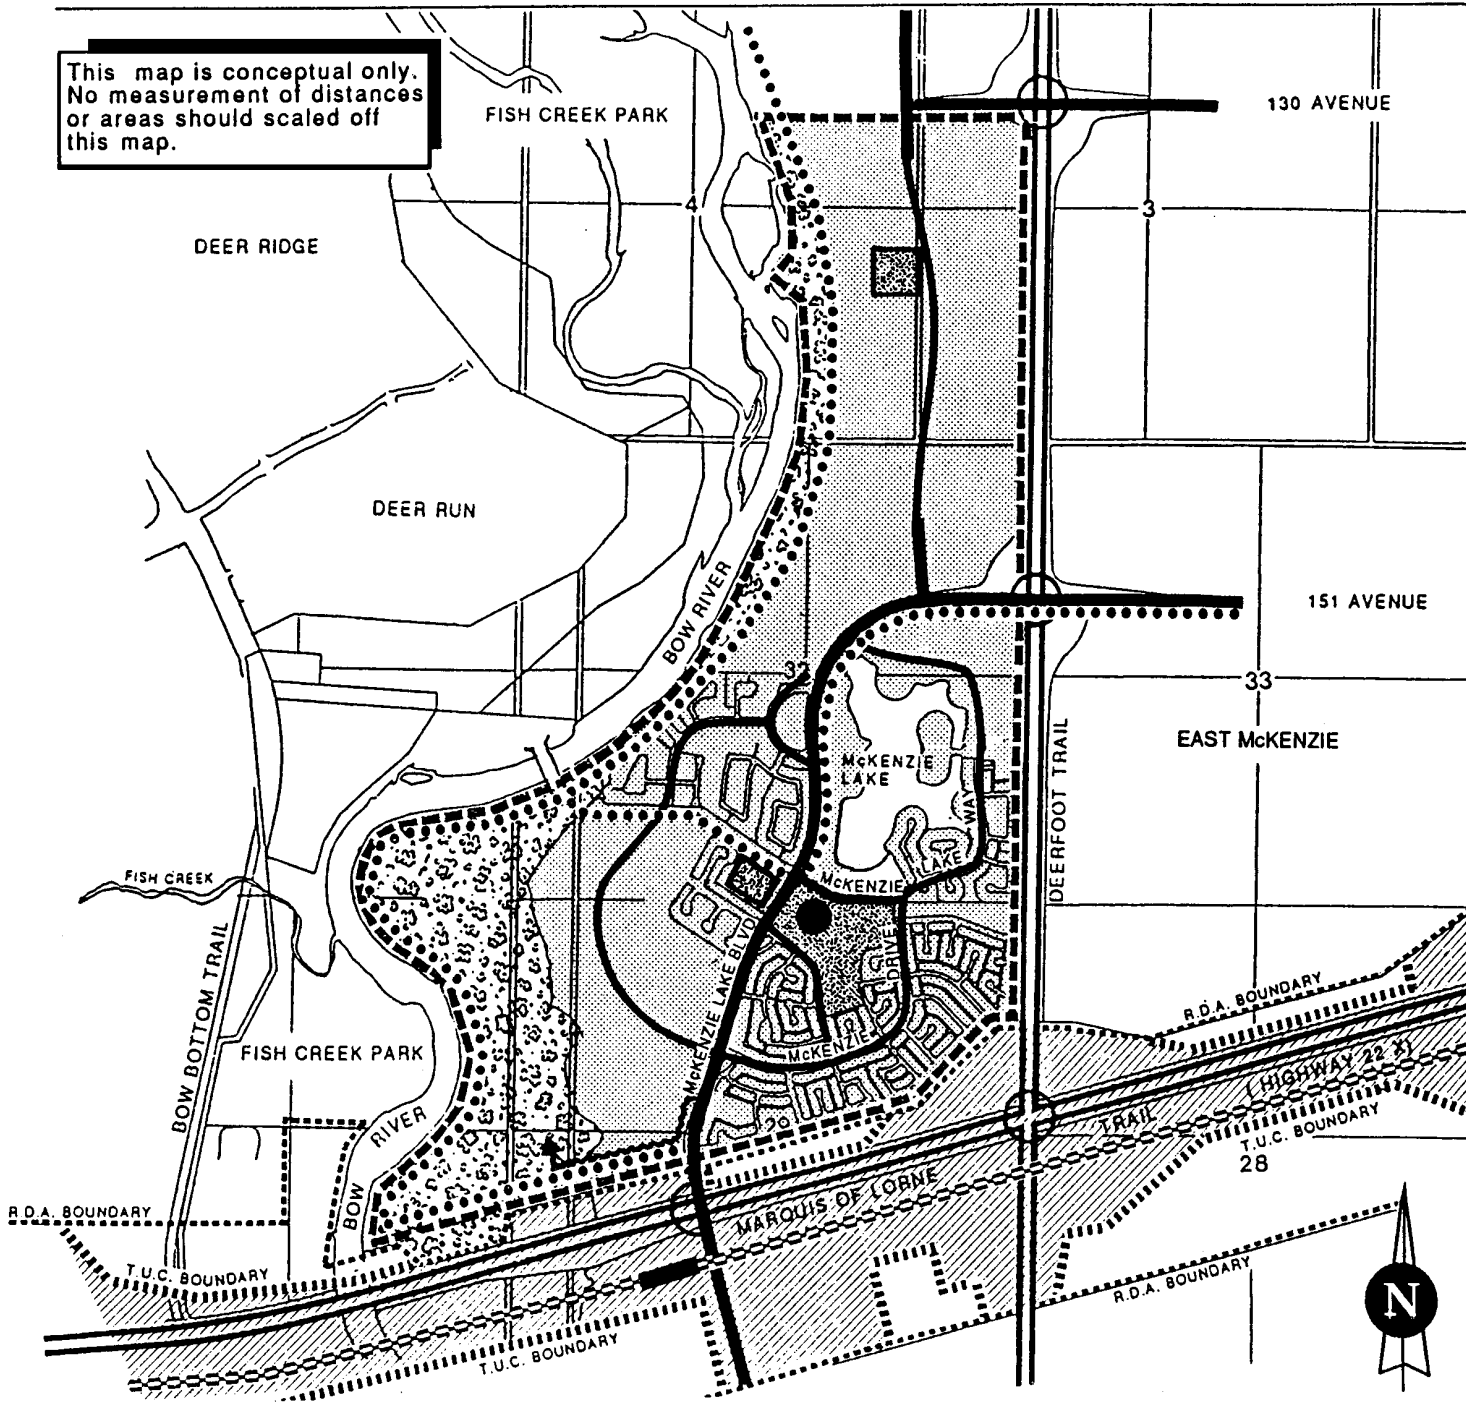 This map is conceptual only.
No measurement of distances
or areas should scaled off
this map.
FISH CREEK PARK
130 AVENUE
4
3
DEER RIDGE
DEER RUN
BOW RIVER
151 AVENUE
32
33
EAST McKENZIE
McKENZIE
LAKE
DEERFOOT TRAIL
WAY
LAKE
McKENZIE
FISH CREEK
McKENZIE LAKE BLVD
DRIVE
McKENZIE
BOW BOTTOM TRAIL
FISH CREEK PARK
R.D.A. BOUNDARY
(HIGHWAY 22 X)
TRAIL
T.U.C. BOUNDARY
29
28
BOW
RIVER
MARQUIS OF LORNE
R.D.A. BOUNDARY
T.U.C. BOUNDARY
R.D.A. BOUNDARY
T.U.C. BOUNDARY
N